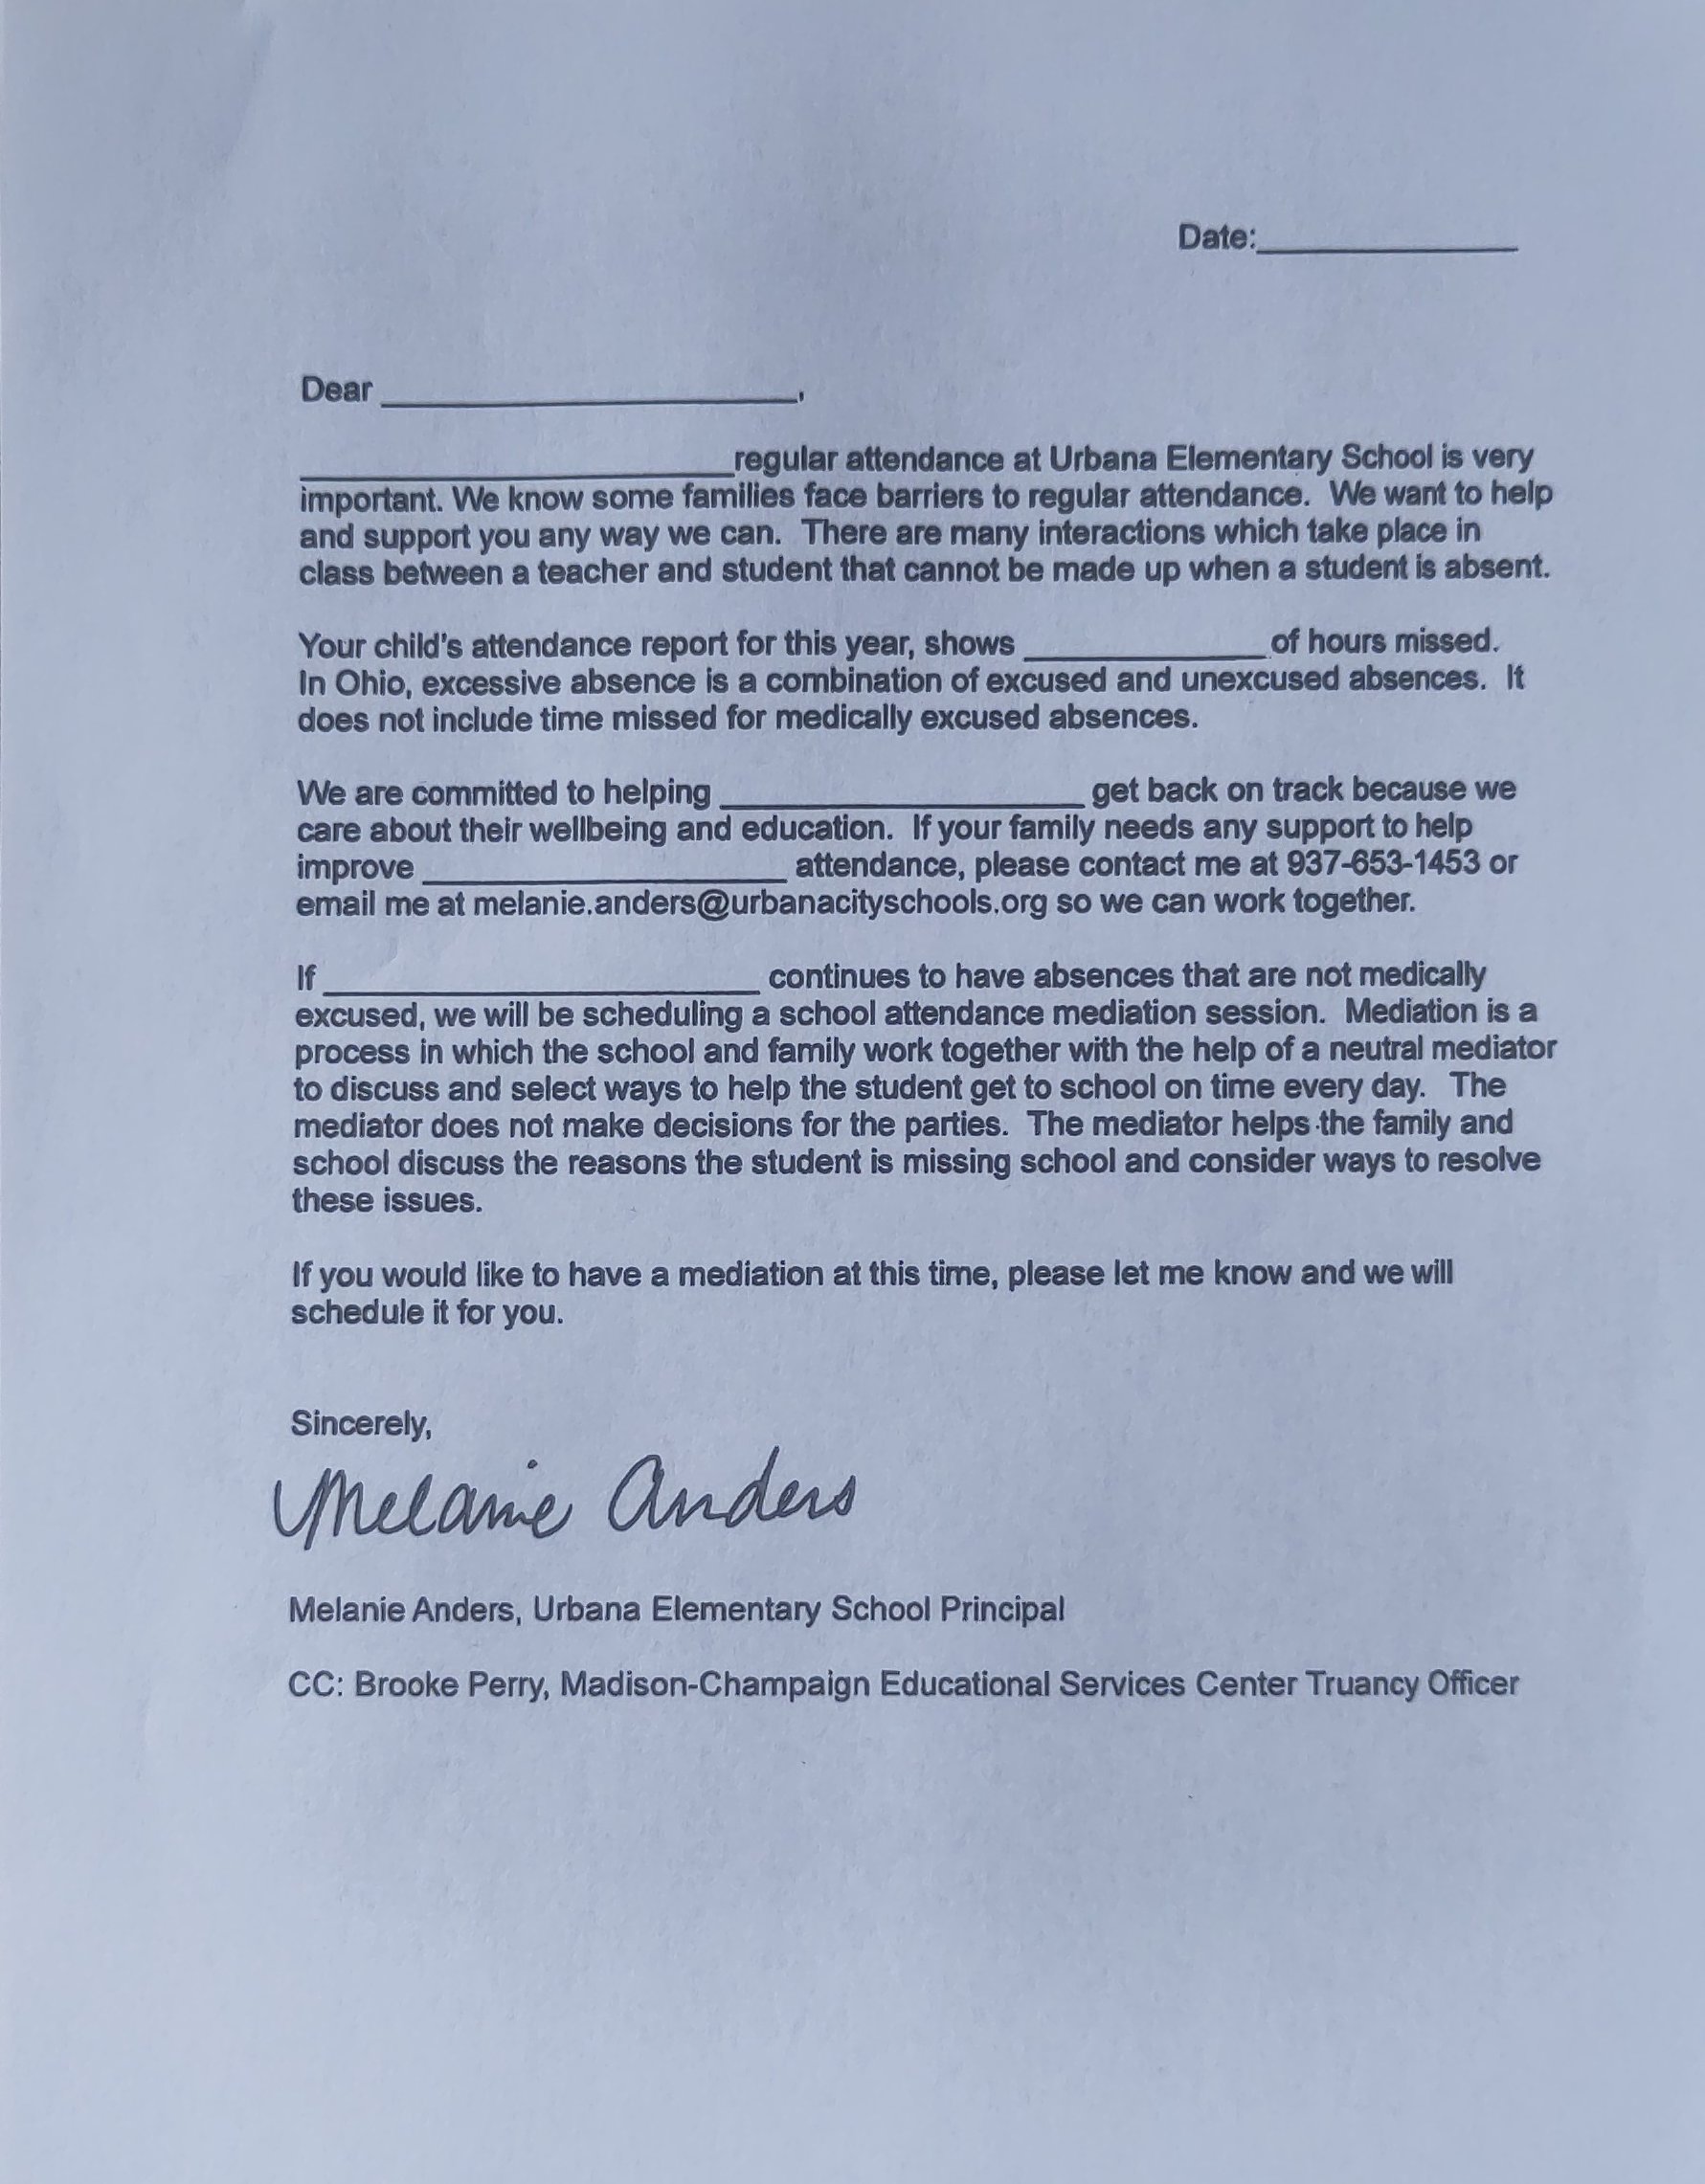 Date:_______________
Dear ________________________,
_________________________regular attendance at Urbana Elementary School is very
important. We know some families face barriers to regular attendance. We want to help
and support you any way we can. There are many interactions which take place in
class between a teacher and student that cannot be made up when a student is absent.
Your child's attendance report for this year, shows ______________of hours missed.
In Ohio, excessive absence is a combination of excused and unexcused absences. It
does not include time missed for medically excused absences.
We are committed to helping _____________________ get back on track because we
care about their wellbeing and education. If your family needs any support to help
improve _____________________ attendance, please contact me at 937-653-1453 or
email me at melanie.anders@urbanacityschools.org so we can work together.
If _________________________ continues to have absences that are not medically
excused, we will be scheduling a school attendance mediation session. Mediation is a
process in which the school and family work together with the help of a neutral mediator
to discuss and select ways to help the student get to school on time every day. The
mediator does not make decisions for the parties. The mediator helps the family and
school discuss the reasons the student is missing school and consider ways to resolve
these issues.
If you would like to have a mediation at this time, please let me know and we will
schedule it for you.
Sincerely,
Melanie Anders
Melanie Anders, Urbana Elementary School Principal
CC: Brooke Perry, Madison-Champaign Educational Services Center Truancy Officer